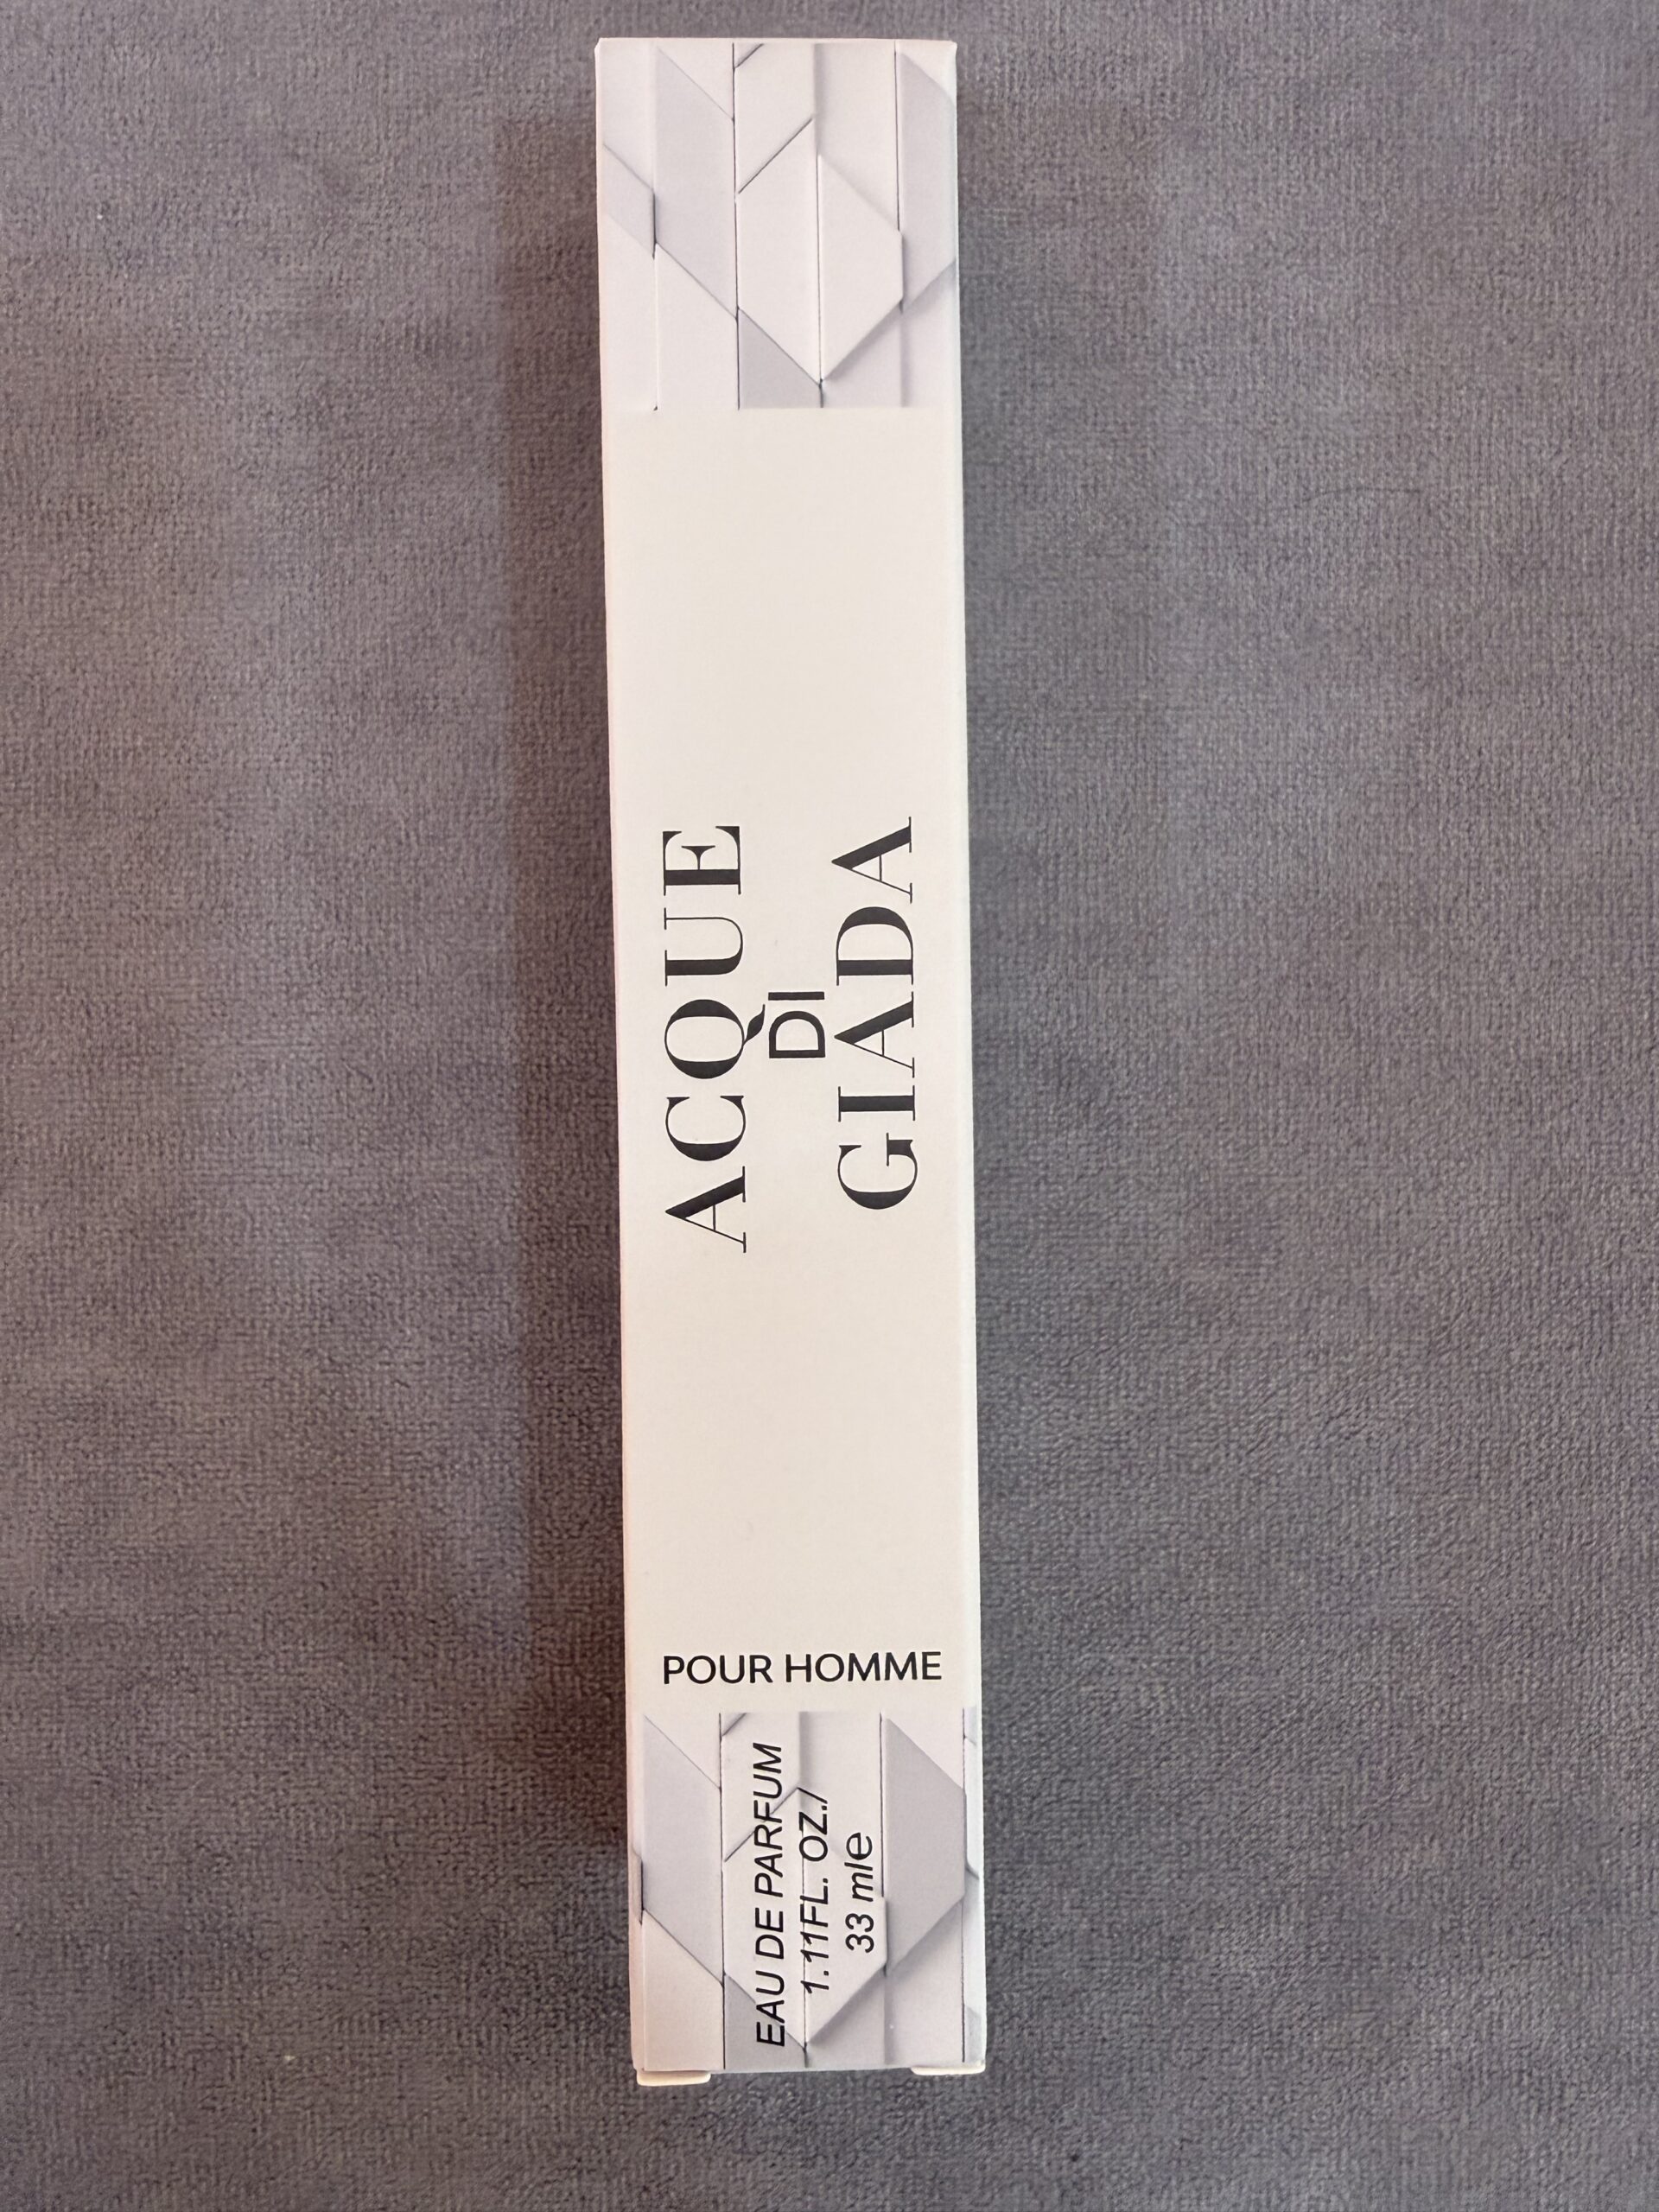 ACQUE
DI
GIADA
POUR HOMME
EAU DE PARFUM
1.11FL. OZ./
33 mle